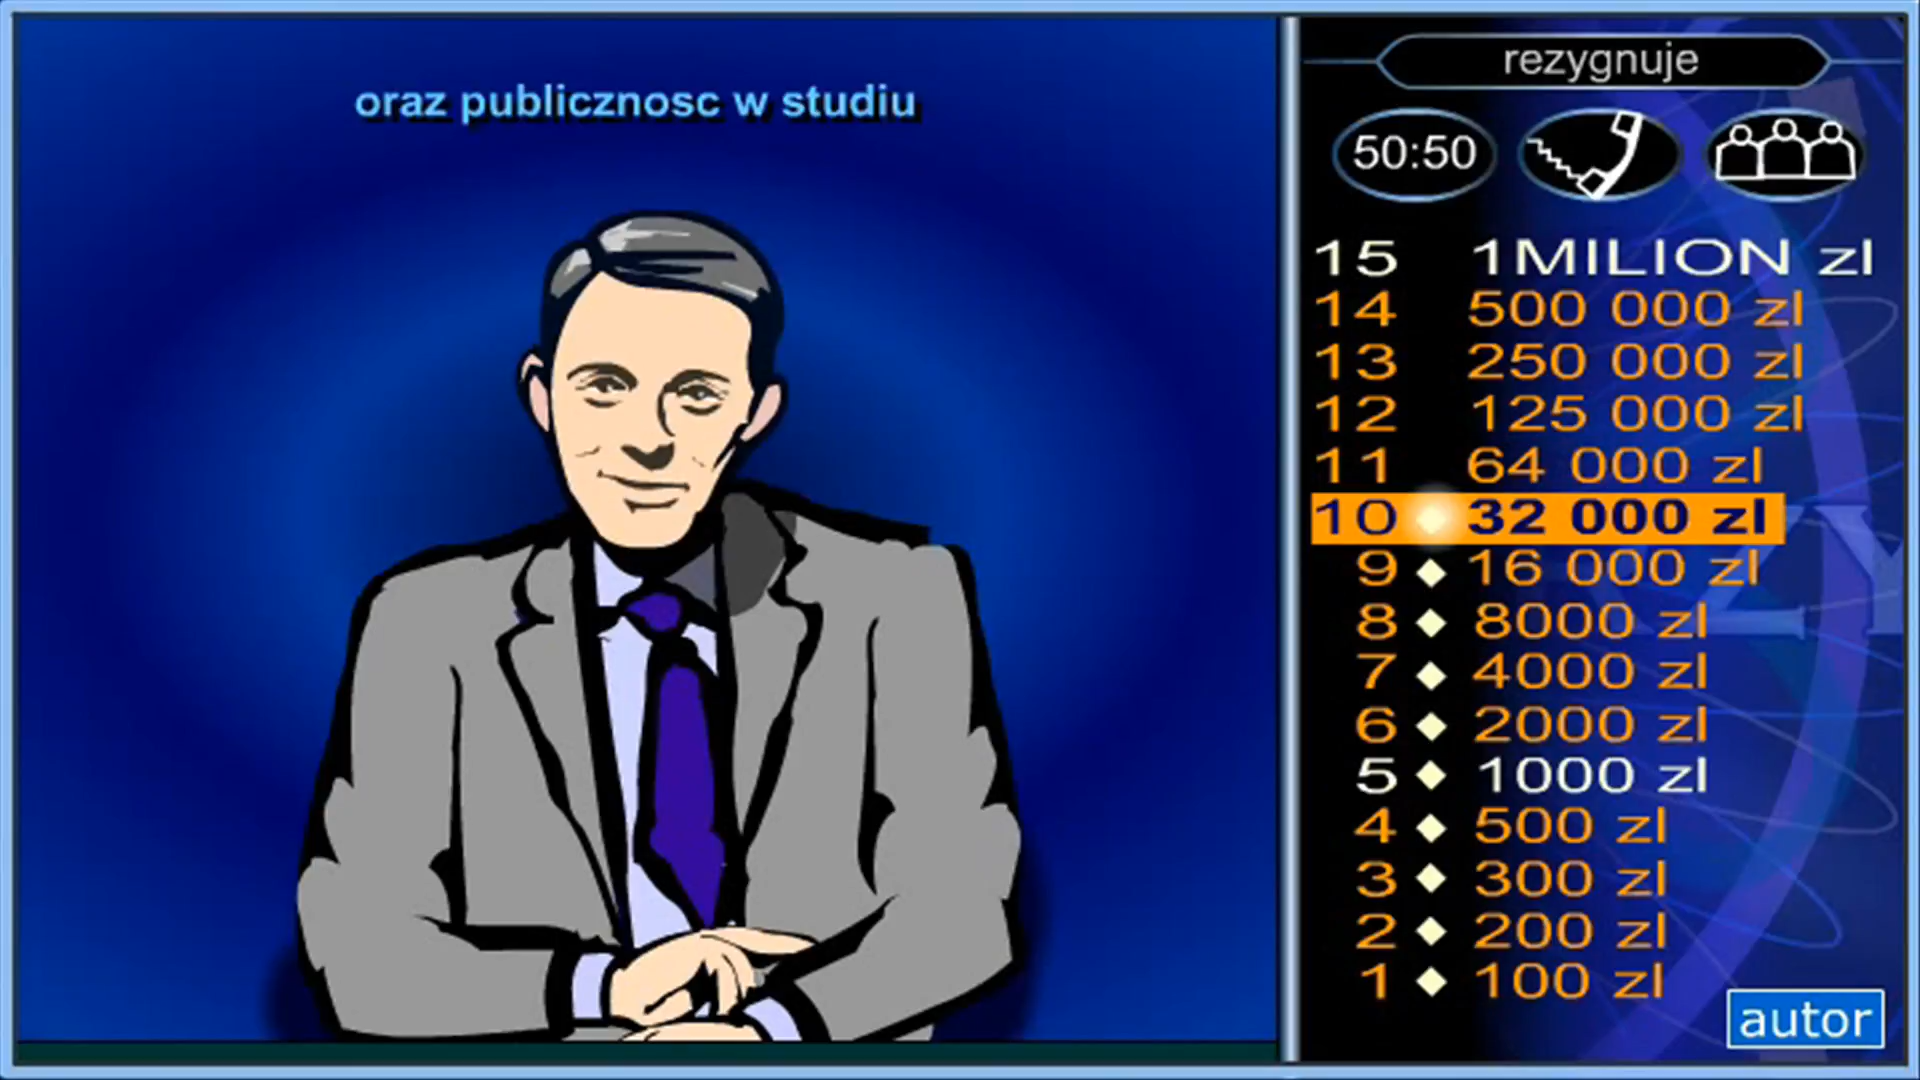 oraz publicznosc w studiu
rezygnuje
50:50
15 1MILION zl
14 500 000 zl
13 250 000 zl
12 125 000 zl
11 64 000 zl
10 ◆ 32 000 zl
9 ◆ 16 000 zl
8 ◆ 8000 zl
7 ◆ 4000 zl
6 ◆ 2000 zl
5 ◆ 1000 zl
4 ◆ 500 zl
3 ◆ 300 zl
2 ◆ 200 zl
1 ◆ 100 zl
autor